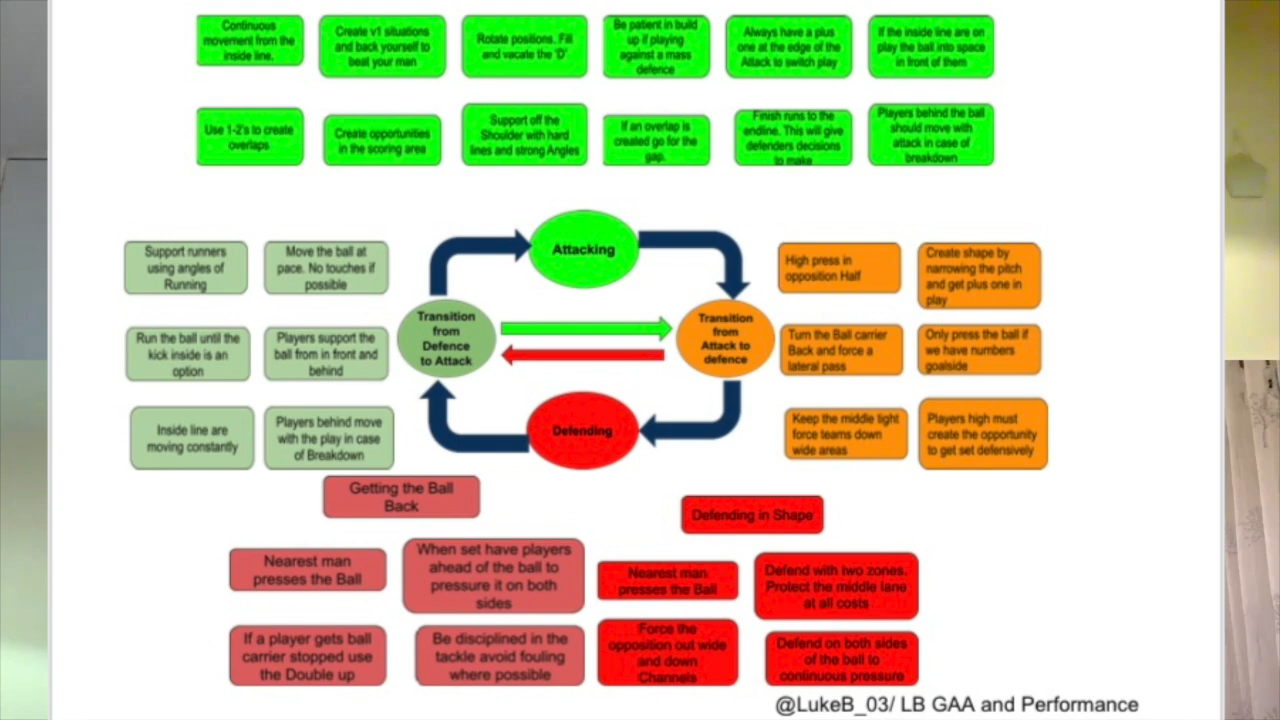 Continuous
movement from the
inside line.
Create v1 situations
and back yourself to
beat your man
Rotate positions. Fill
and vacate the 'D'
Be patient in build
up if playing
against a mass
defence
Always have a plus
one at the edge of the
Attack to switch play
If the inside line are on
play the ball into space
in front of them
Use 1-2's to create
overlaps
Create opportunities
in the scoring area
Support off the
Shoulder with hard
lines and strong Angles
If an overlap is
created go for the
gap.
Finish runs to the
endline. This will give
defenders decisions
to make
Players behind the ball
should move with
attack in case of
breakdown
Support runners
using angles of
Running
Move the ball at
pace. No touches if
possible
Run the ball until the
kick inside is an
option
Players support the
ball from in front and
behind
Inside line are
moving constantly
Players behind move
with the play in case
of Breakdown
Attacking
Transition
from
Defence
to Attack
Transition
from
Attack to
defence
Defending
High press in
opposition Half
Create shape by
narrowing the pitch
and get plus one in
play
Turn the Ball carrier
Back and force a
lateral pass
Only press the ball if
we have numbers
goalside
Keep the middle tight
force teams down
wide areas
Players high must
create the opportunity
to get set defensively
Getting the Ball
Back
Nearest man
presses the Ball
When set have players
ahead of the ball to
pressure it on both
sides
If a player gets ball
carrier stopped use
the Double up
Be disciplined in the
tackle avoid fouling
where possible
Defending in Shape
Nearest man
presses the Ball
Defend with two zones.
Protect the middle lane
at all costs
Force the
opposition out wide
and down
Channels
Defend on both sides
of the ball to
continuous pressure
@LukeB_03/ LB GAA and Performance